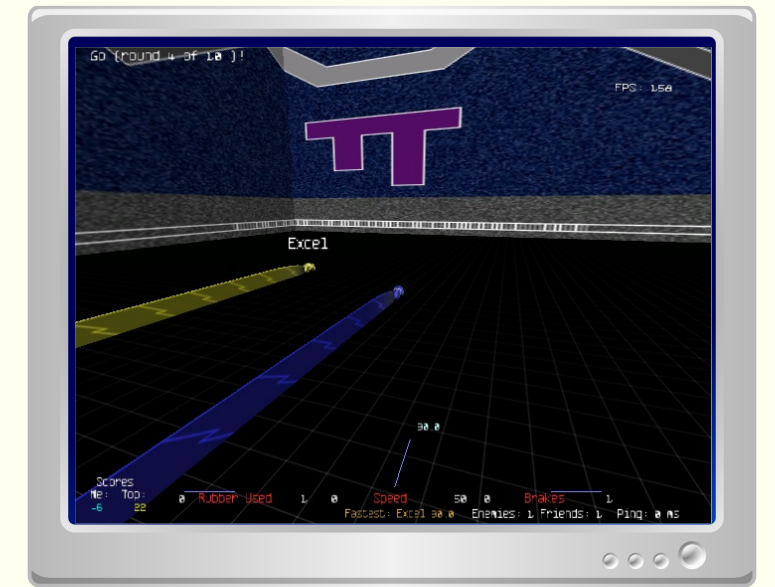 Go (round 4 of 10 )!
FPS: 150
Excel
30.0
Scores
Me: Top:
-6 22
0 Rubber Used 1 0 Speed 50 0 Brakes 1
Fastest: Excel 30.0 Enemies: 1 Friends: 1 Ping: 0 ms